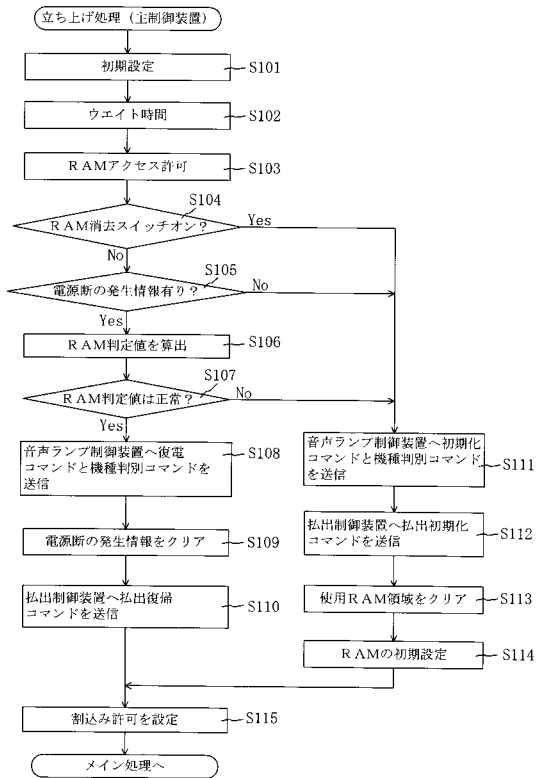 立ち上げ処理（主制御装置）
初期設定
S101
ウエイト時間
S102
ＲＡＭアクセス許可
S103
S104
ＲＡＭ消去スイッチオン？
Yes
No
S105
電源断の発生情報有り？
No
Yes
ＲＡＭ判定値を算出
S106
S107
ＲＡＭ判定値は正常？
No
Yes
音声ランプ制御装置へ復電
コマンドと機種判別コマンドを
送信
S108
音声ランプ制御装置へ初期化
コマンドと機種判別コマンド
を送信
S111
電源断の発生情報をクリア
S109
払出制御装置へ払出初期化
コマンドを送信
S112
払出制御装置へ払出復帰
コマンドを送信
S110
使用ＲＡＭ領域をクリア
S113
ＲＡＭの初期設定
S114
割込み許可を設定
S115
メイン処理へ